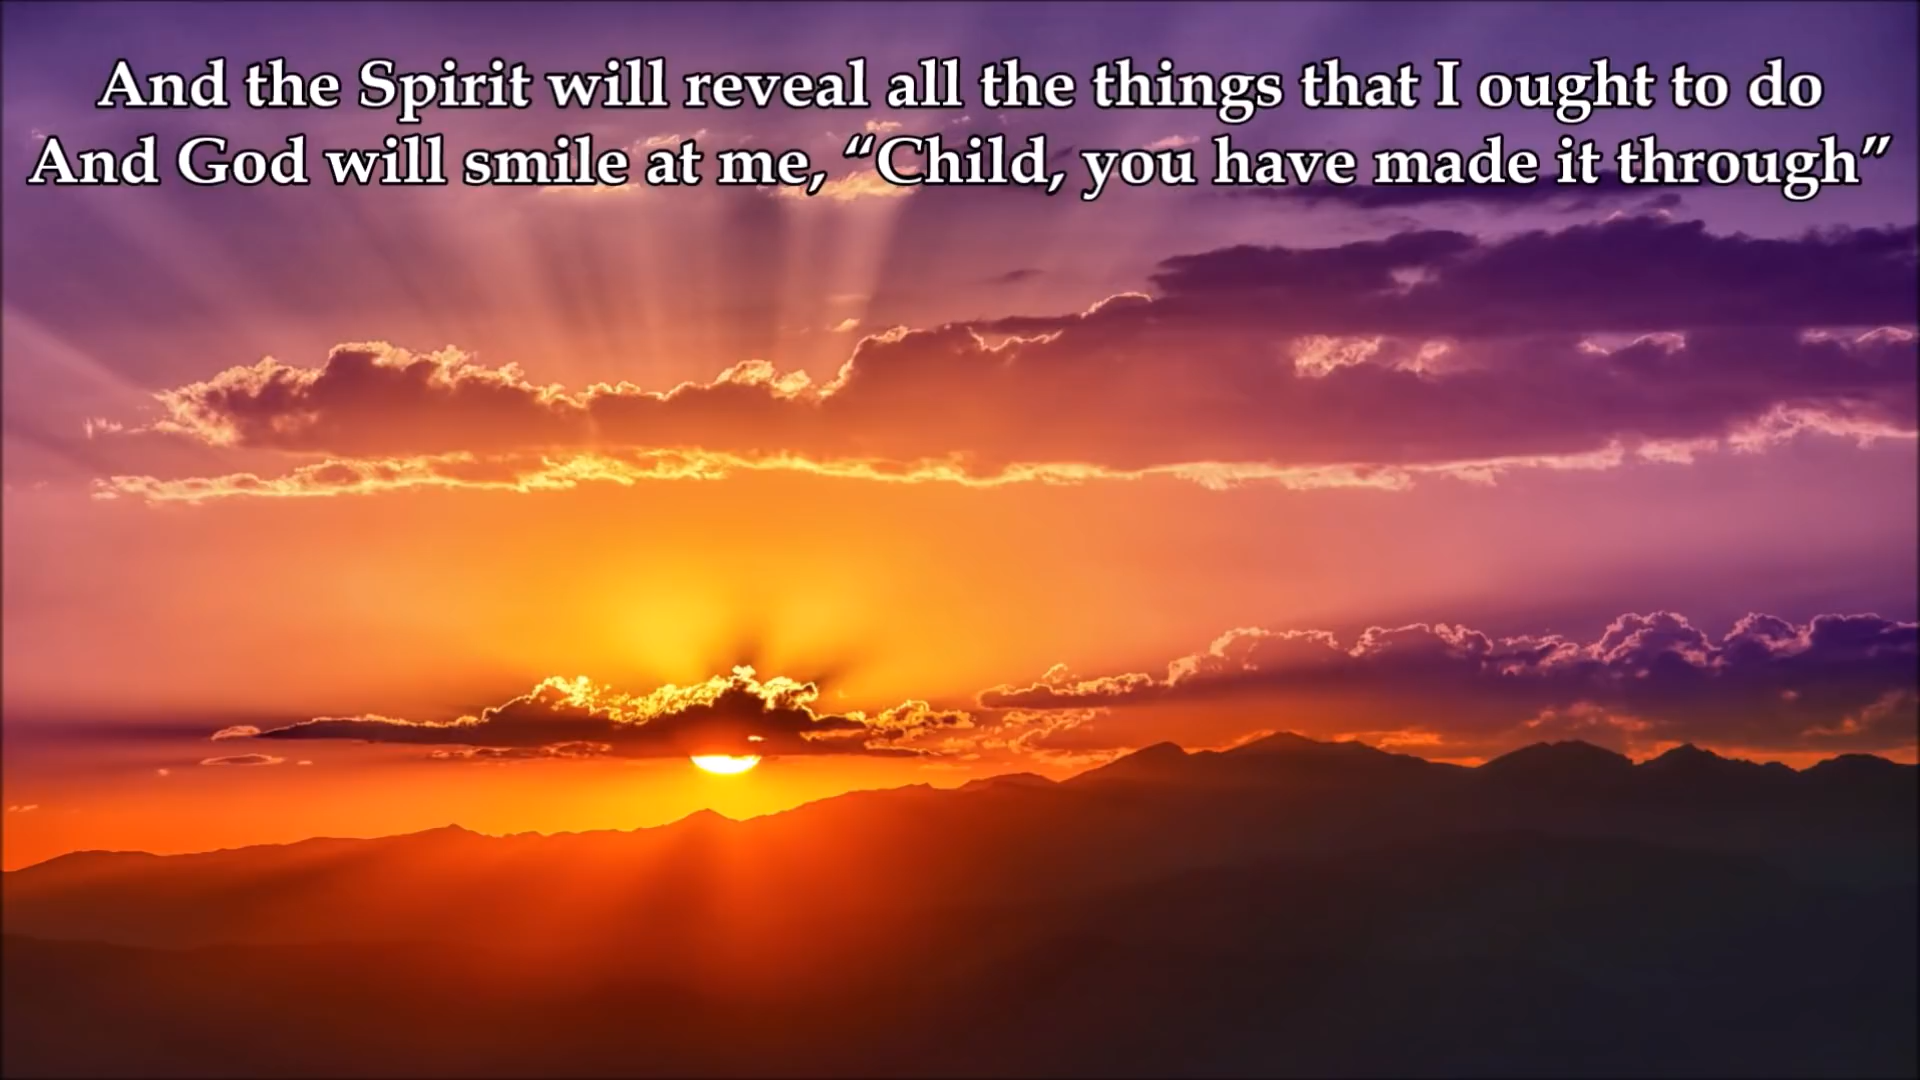 And the Spirit will reveal all the things that I ought to do
And God will smile at me, “Child, you have made it through”